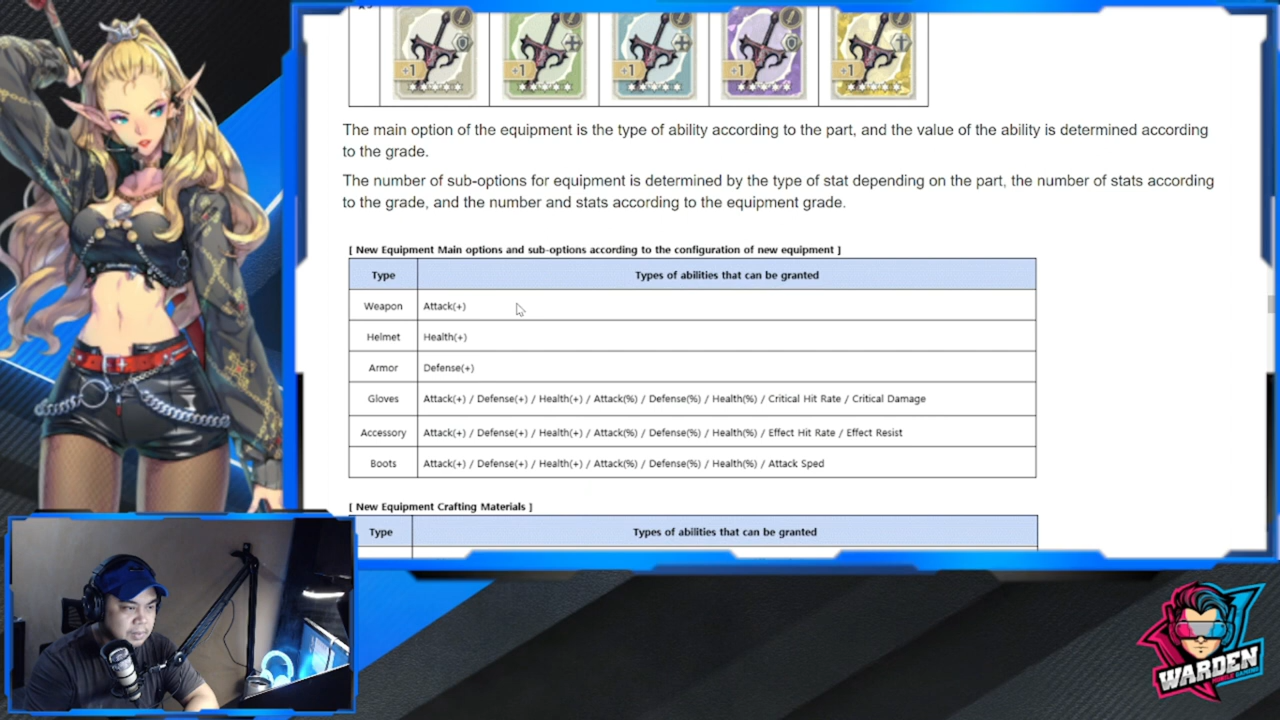 +1 +1 +1 +1 +1
The main option of the equipment is the type of ability according to the part, and the value of the ability is determined according
to the grade.
The number of sub-options for equipment is determined by the type of stat depending on the part, the number of stats according
to the grade, and the number and stats according to the equipment grade.
[ New Equipment Main options and sub-options according to the configuration of new equipment ]
Type Types of abilities that can be granted
Weapon Attack(+)
Helmet Health(+)
Armor Defense(+)
Gloves Attack(+) / Defense(+) / Health(+) / Attack(%) / Defense(%) / Health(%) / Critical Hit Rate / Critical Damage
Accessory Attack(+) / Defense(+) / Health(+) / Attack(%) / Defense(%) / Health(%) / Effect Hit Rate / Effect Resist
Boots Attack(+) / Defense(+) / Health(+) / Attack(%) / Defense(%) / Health(%) / Attack Sped
[ New Equipment Crafting Materials ]
Type Types of abilities that can be granted
WARDEN
MOBILE GAMING